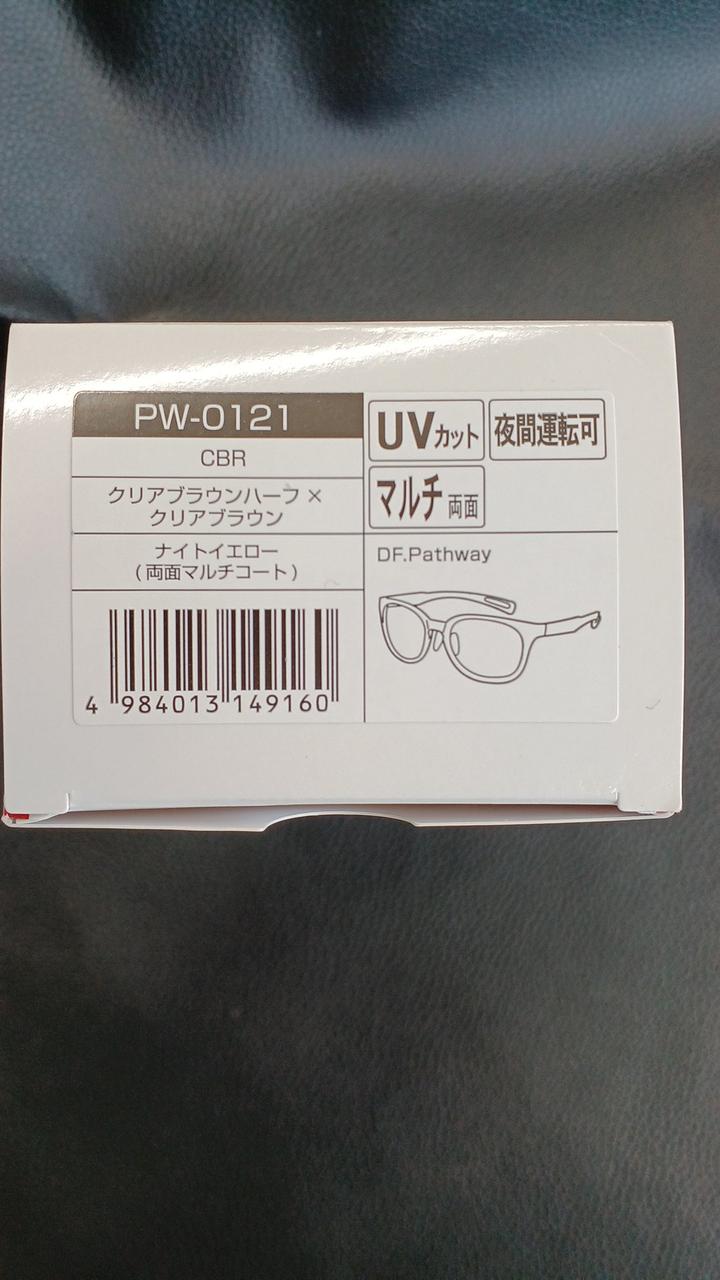 PW-0121
CBR
クリアブラウンハーフ×
クリアブラウン
ナイトイエロー
(両面マルチコート)
4 984013 149160
UVカット
夜間運転可
マルチ両面
DF.Pathway